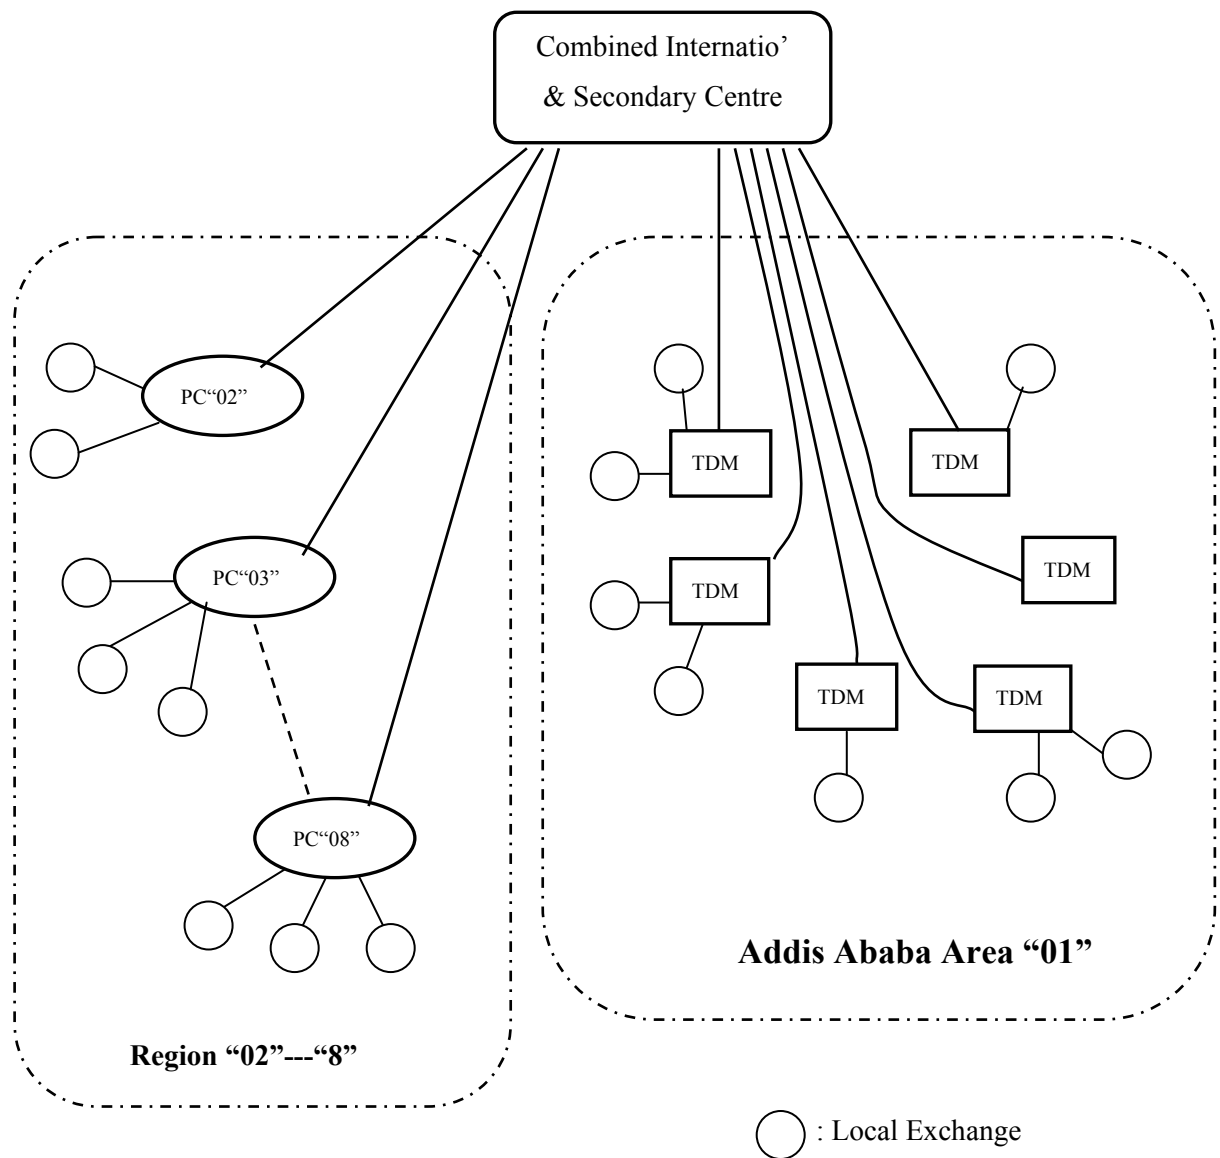 Combined Internatio’
& Secondary Centre
PC“02”
TDM
TDM
PC“03”
TDM
TDM
TDM
TDM
PC“08”
Addis Ababa Area “01”
Region “02”---“8”
: Local Exchange